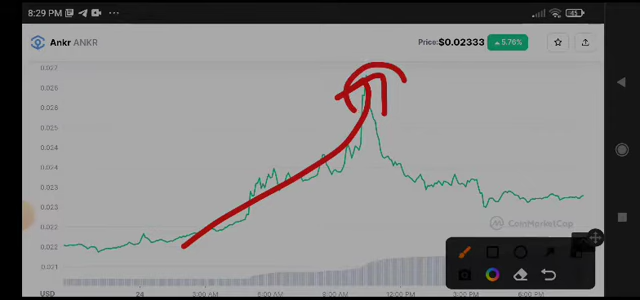 8:29 PM
Ankr ANKR
Price: $0.02333 5.76%
0.027
0.026
0.025
0.024
0.023
0.022
0.022
0.021
CoinMarketCap
USD
24
3:00 AM
6:00 AM
9:00 AM
12:00 PM
3:00 PM
6:00 PM